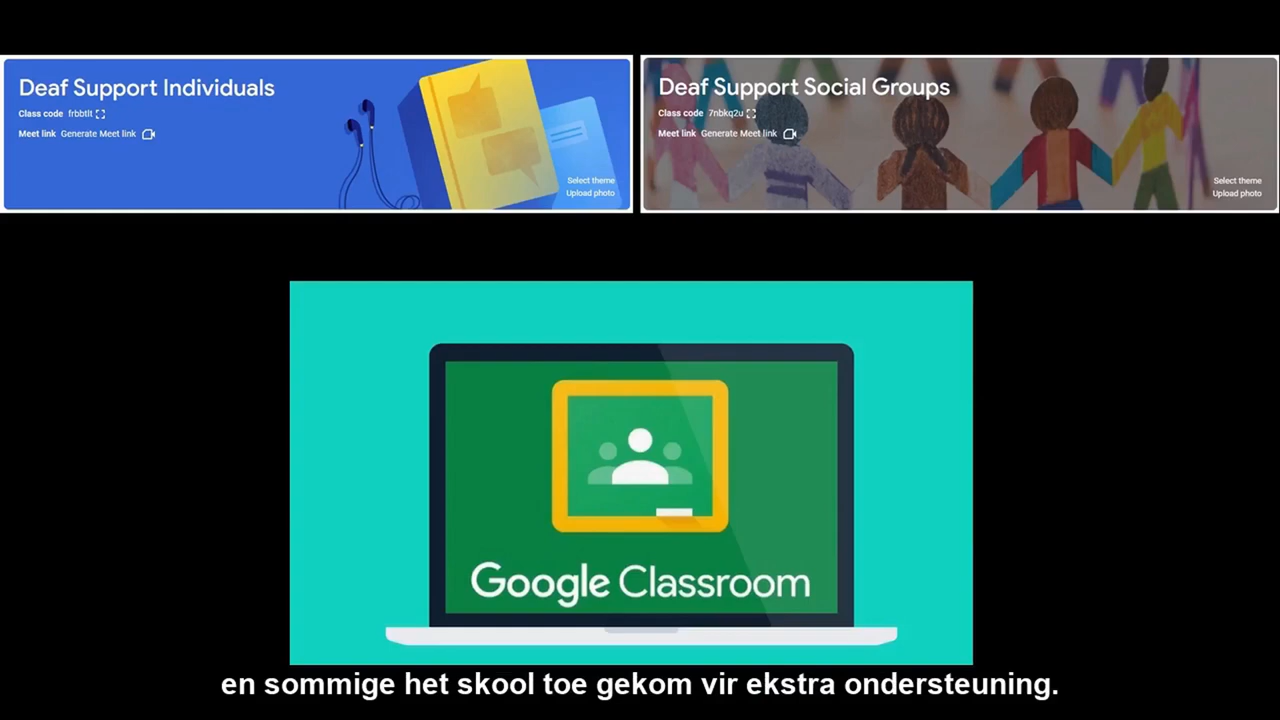 Deaf Support Individuals
Class code frbbtlt
Meet link Generate Meet link
Select theme
Upload photo
Deaf Support Social Groups
Class code 7nbkq2u
Meet link Generate Meet link
Select theme
Upload photo
Google Classroom
en sommige het skool toe gekom vir ekstra ondersteuning.